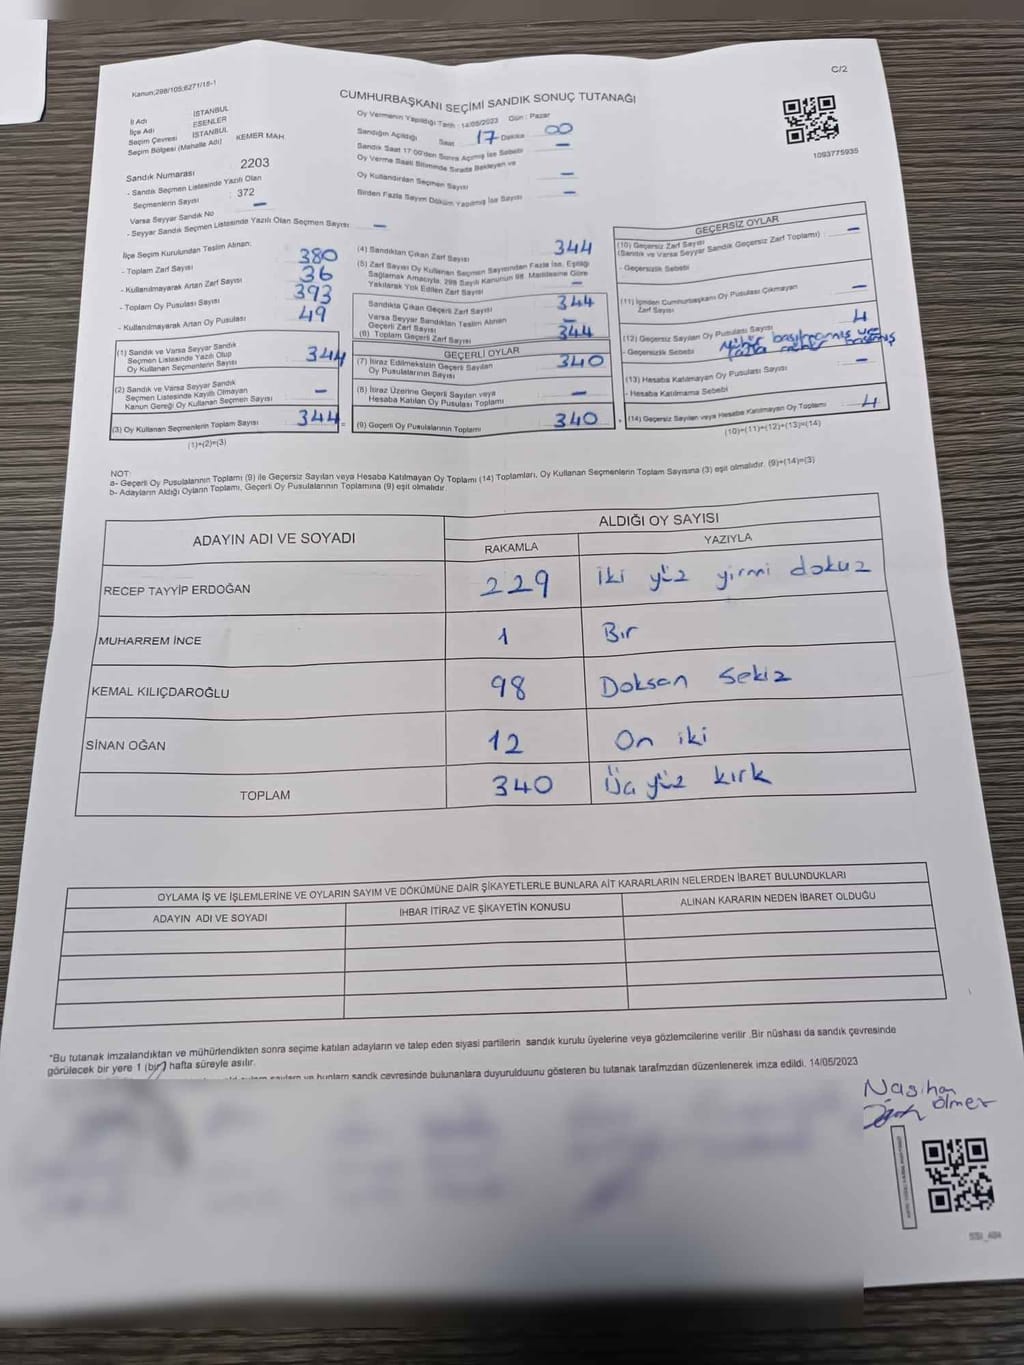 C/2
Kanun;298/105;6271/15-1
CUMHURBAŞKANI SEÇİMİ SANDIK SONUÇ TUTANAĞI
1093775935
İl Adı İSTANBUL
İlçe Adı ESENLER
Seçim Çevresi İSTANBUL
Seçim Bölgesi (Mahalle Adı) KEMER MAH
Sandık Numarası 2203
- Sandık Seçmen Listesinde Yazılı Olan
Seçmenlerin Sayısı : 372
Varsa Seyyar Sandık No –
- Seyyar Sandık Seçmen Listesinde Yazılı Olan Seçmen Sayısı –
Oy Vermenin Yapıldığı Tarih : 14/05/2023 Gün : Pazar
Sandığın Açıldığı Saat 17 Dakika 00
Sandık Saat 17:00'den Sonra Açılmış İse Sebebi –
Oy Verme Saati Bitiminde Sırada Bekleyen ve
Oy Kullandırılan Seçmen Sayısı –
Birden Fazla Sayım Döküm Yapılmış İse Sayısı –
İlçe Seçim Kurulundan Teslim Alınan;
- Toplam Zarf Sayısı 380
- Kullanılmayarak Artan Zarf Sayısı 36
- Toplam Oy Pusulası Sayısı 393
- Kullanılmayarak Artan Oy Pusulası 49
(1) Sandık ve Varsa Seyyar Sandık
Seçmen Listesinde Yazılı Olup
Oy Kullanan Seçmenlerin Sayısı 344
(2) Sandık ve Varsa Seyyar Sandık
Seçmen Listesinde Kayıtlı Olmayan
Kanun Gereği Oy Kullanan Seçmen Sayısı –
(3) Oy Kullanan Seçmenlerin Toplam Sayısı 344
(1)+(2)=(3)
(4) Sandıktan Çıkan Zarf Sayısı 344
(5) Zarf Sayısı Oy Kullanan Seçmen Sayısından Fazla İse, Eşitliği
Sağlamak Amacıyla, 298 Sayılı Kanunun 98. Maddesine Göre
Yakılarak Yok Edilen Zarf Sayısı –
Sandıkta Çıkan Geçerli Zarf Sayısı 344
Varsa Seyyar Sandıktan Teslim Alınan
Geçerli Zarf Sayısı –
(6) Toplam Geçerli Zarf Sayısı 344
GEÇERLİ OYLAR
(7) İtiraz Edilmeksizin Geçerli Sayılan
Oy Pusulalarının Sayısı 340
(8) İtiraz Üzerine Geçerli Sayılan veya
Hesaba Katılan Oy Pusulası Toplamı –
(9) Geçerli Oy Pusulalarının Toplamı 340
GEÇERSİZ OYLAR
(10) Geçersiz Zarf Sayısı
(Sandık ve Varsa Seyyar Sandık Geçersiz Zarf Toplamı) : –
- Geçersizlik Sebebi
(11) İçinden Cumhurbaşkanı Oy Pusulası Çıkmayan
Zarf Sayısı –
(12) Geçersiz Sayılan Oy Pusulası Sayısı 4
- Geçersizlik Sebebi Mühür basılmamış ve
fazla mühür basılmış
(13) Hesaba Katılmayan Oy Pusulası Sayısı –
- Hesaba Katılmama Sebebi
(14) Geçersiz Sayılan veya Hesaba Katılmayan Oy Toplamı 4
(10)+(11)+(12)+(13)=(14)
NOT:
a- Geçerli Oy Pusulalarının Toplamı (9) ile Geçersiz Sayılan veya Hesaba Katılmayan Oy Toplamı (14) Toplamları, Oy Kullanan Seçmenlerin Toplam Sayısına (3) eşit olmalıdır. (9)+(14)=(3)
b- Adayların Aldığı Oyların Toplamı, Geçerli Oy Pusulalarının Toplamına (9) eşit olmalıdır.
ADAYIN ADI VE SOYADI
ALDIĞI OY SAYISI
RAKAMLA YAZIYLA
RECEP TAYYİP ERDOĞAN 229 iki yüz yirmi dokuz
MUHARREM İNCE 1 Bir
KEMAL KILIÇDAROĞLU 98 Doksan sekiz
SİNAN OĞAN 12 On iki
TOPLAM 340 Üç yüz kırk
OYLAMA İŞ VE İŞLEMLERİNE VE OYLARIN SAYIM VE DÖKÜMÜNE DAİR ŞİKAYETLERLE BUNLARA AİT KARARLARIN NELERDEN İBARET BULUNDUKLARI
ADAYIN ADI VE SOYADI İHBAR İTİRAZ VE ŞİKAYETİN KONUSU ALINAN KARARIN NEDEN İBARET OLDUĞU
"Bu tutanak imzalandıktan ve mühürlendikten sonra seçime katılan adayların ve talep eden siyasi partilerin sandık kurulu üyelerine veya gözlemcilerine verilir .Bir nüshası da sandık çevresinde
görülecek bir yere 1 (bir) hafta süreyle asılır.
ve bunların sandık çevresinde bulunanlara duyurulduunu gösteren bu tutanak tarafmzdan düzenlenerek imza edildi. 14/05/2023
Nagihan
ölmez